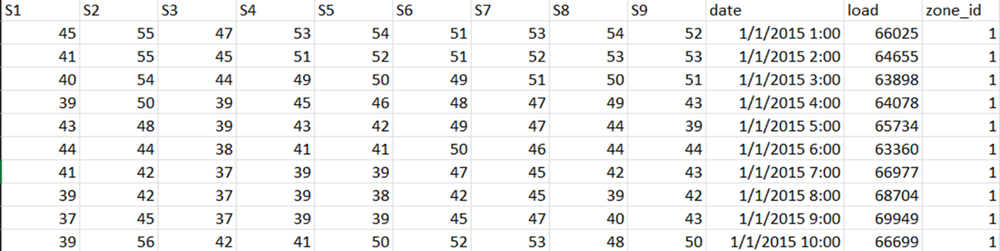 S1 S2 S3 S4 S5 S6 S7 S8 S9 date load zone_id
45 55 47 53 54 51 53 54 52 1/1/2015 1:00 66025 1
41 55 45 51 52 51 52 53 53 1/1/2015 2:00 64655 1
40 54 44 49 50 49 51 50 51 1/1/2015 3:00 63898 1
39 50 39 45 46 48 47 49 43 1/1/2015 4:00 64078 1
43 48 39 43 42 49 47 44 39 1/1/2015 5:00 65734 1
44 44 38 41 41 50 46 44 44 1/1/2015 6:00 63360 1
41 42 37 39 39 47 45 42 43 1/1/2015 7:00 66977 1
39 42 37 39 38 42 45 39 42 1/1/2015 8:00 68704 1
37 45 37 39 39 45 47 40 43 1/1/2015 9:00 69949 1
39 56 42 41 50 52 53 48 50 1/1/2015 10:00 66699 1